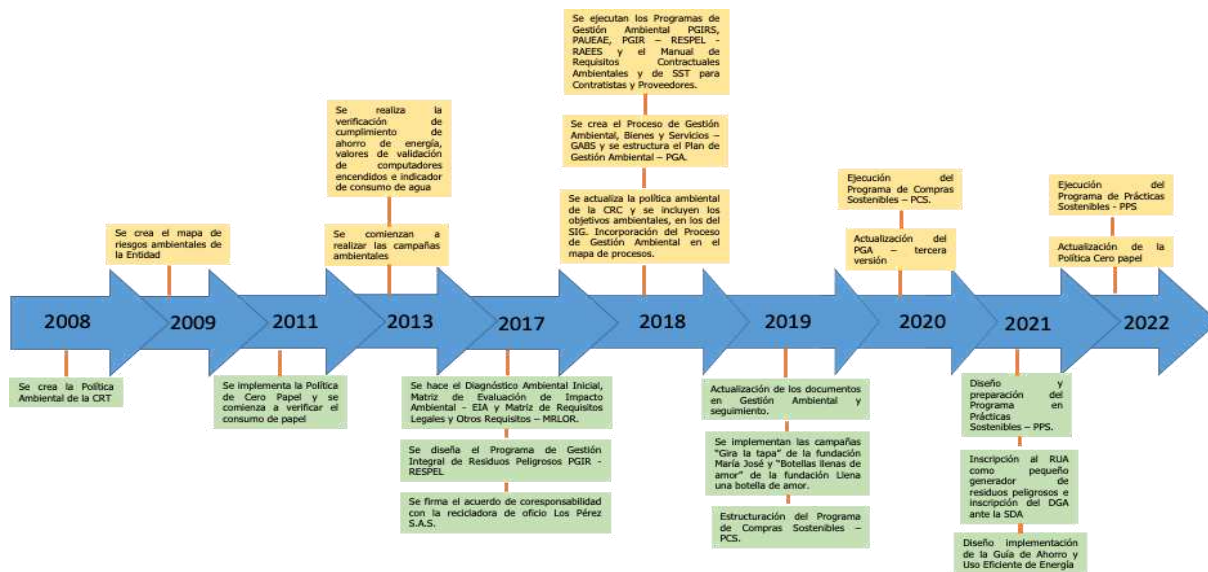 Se ejecutan los Programas de
Gestión Ambiental PGIRS,
PAUEAE, PGIR – RESPEL -
RAEES y el Manual de
Requisitos Contractuales
Ambientales y de SST para
Contratistas y Proveedores.
Se realiza la
verificación de
cumplimiento de
ahorro de energía,
valores de validación
de computadores
encendidos e indicador
de consumo de agua
Se crea el Proceso de Gestión
Ambiental, Bienes y Servicios –
GABS y se estructura el Plan de
Gestión Ambiental – PGA.
Ejecución del
Programa de Compras
Sostenibles – PCS.
Ejecución del
Programa de Prácticas
Sostenibles - PPS
Se crea el mapa de
riesgos ambientales de
la Entidad
Se comienzan a
realizar las campañas
ambientales
Se actualiza la política ambiental
de la CRC y se incluyen los
objetivos ambientales, en los del
SIG. Incorporación del Proceso
de Gestión Ambiental en el
mapa de procesos.
Actualización del
PGA – tercera
versión
Actualización de la
Política Cero papel
2008
2009
2011
2013
2017
2018
2019
2020
2021
2022
Se crea la Política
Ambiental de la CRT
Se implementa la Política
de Cero Papel y se
comienza a verificar el
consumo de papel
Se hace el Diagnóstico Ambiental Inicial,
Matriz de Evaluación de Impacto
Ambiental - EIA y Matriz de Requisitos
Legales y Otros Requisitos – MRLOR.
Se diseña el Programa de Gestión
Integral de Residuos Peligrosos PGIR -
RESPEL
Se firma el acuerdo de coresponsabilidad
con la recicladora de oficio Los Pérez
S.A.S.
Actualización de los documentos
en Gestión Ambiental y
seguimiento.
Se implementan las campañas
“Gira la tapa” de la fundación
María José y “Botellas llenas de
amor” de la fundación Llena
una botella de amor.
Estructuración del Programa
de Compras Sostenibles –
PCS.
Diseño y
preparación del
Programa en
Prácticas
Sostenibles – PPS.
Inscripción al RUA
como pequeño
generador de
residuos peligrosos e
inscripción del DGA
ante la SDA
Diseño implementación
de la Guía de Ahorro y
Uso Eficiente de Energía